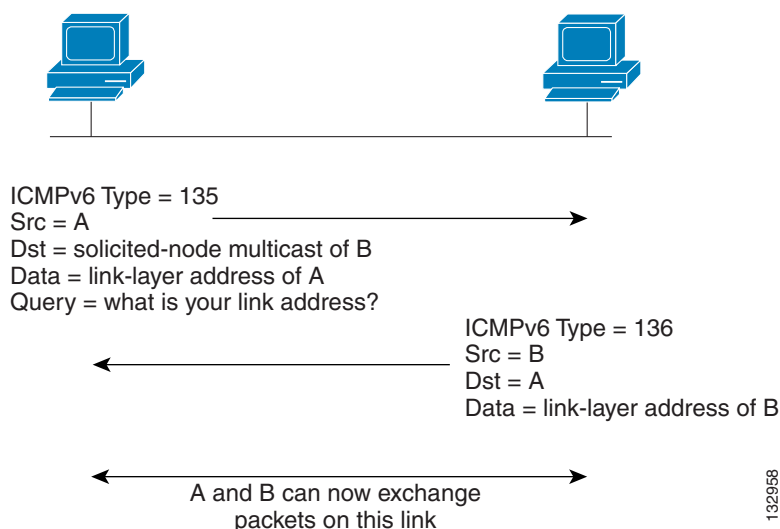 ICMPv6 Type = 135
Src = A
Dst = solicited-node multicast of B
Data = link-layer address of A
Query = what is your link address?
ICMPv6 Type = 136
Src = B
Dst = A
Data = link-layer address of B
A and B can now exchange
packets on this link
132958